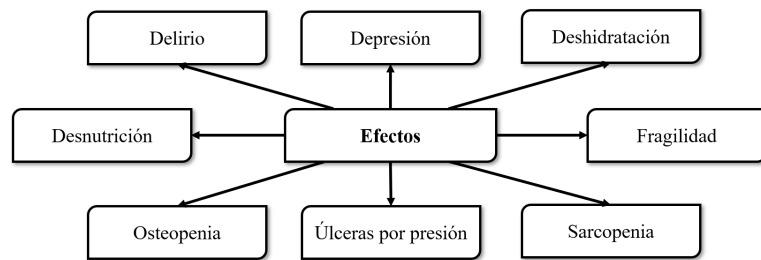 Delirio
Depresión
Deshidratación
Desnutrición
Efectos
Fragilidad
Osteopenia
Úlceras por presión
Sarcopenia